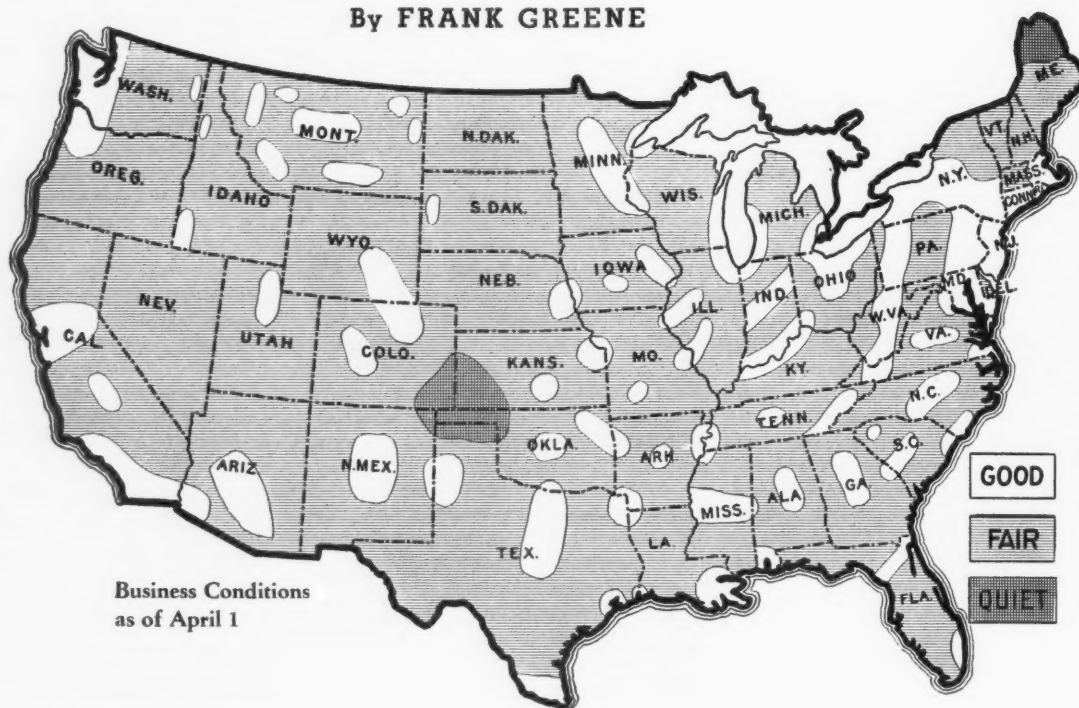 By FRANK GREENE
WASH.
MONT.
N.DAK.
MINN.
ME.
VT.
N.H.
OREG.
IDAHO
S.DAK.
WIS.
MICH.
N.Y.
MASS.
CONN.
WYO.
NEB.
IOWA
PA.
N.J.
NEV.
UTAH
COLO.
ILL.
IND.
OHIO
MD.
DEL.
CAL.
KANS.
MO.
KY.
W.VA.
VA.
ARIZ
N.MEX.
OKLA.
ARK
TENN.
N.C.
S.C.
TEX.
LA.
MISS.
ALA
GA.
FLA.
GOOD
FAIR
QUIET
Business Conditions
as of April 1